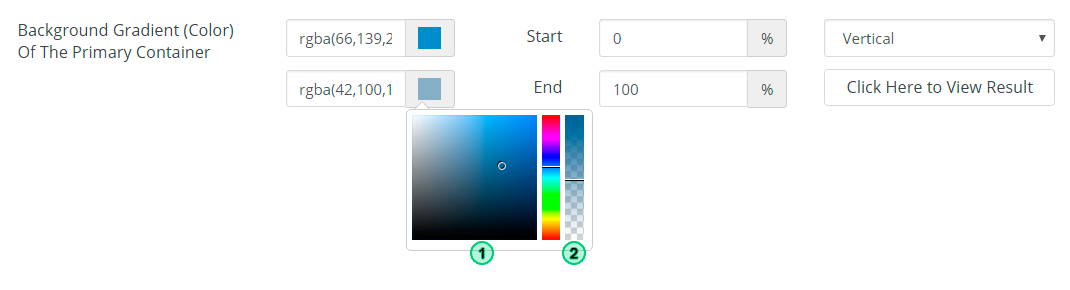 Background Gradient (Color)
Of The Primary Container
rgba(66,139,2
Start
0
%
Vertical
rgba(42,100,1
End
100
%
Click Here to View Result
1
2